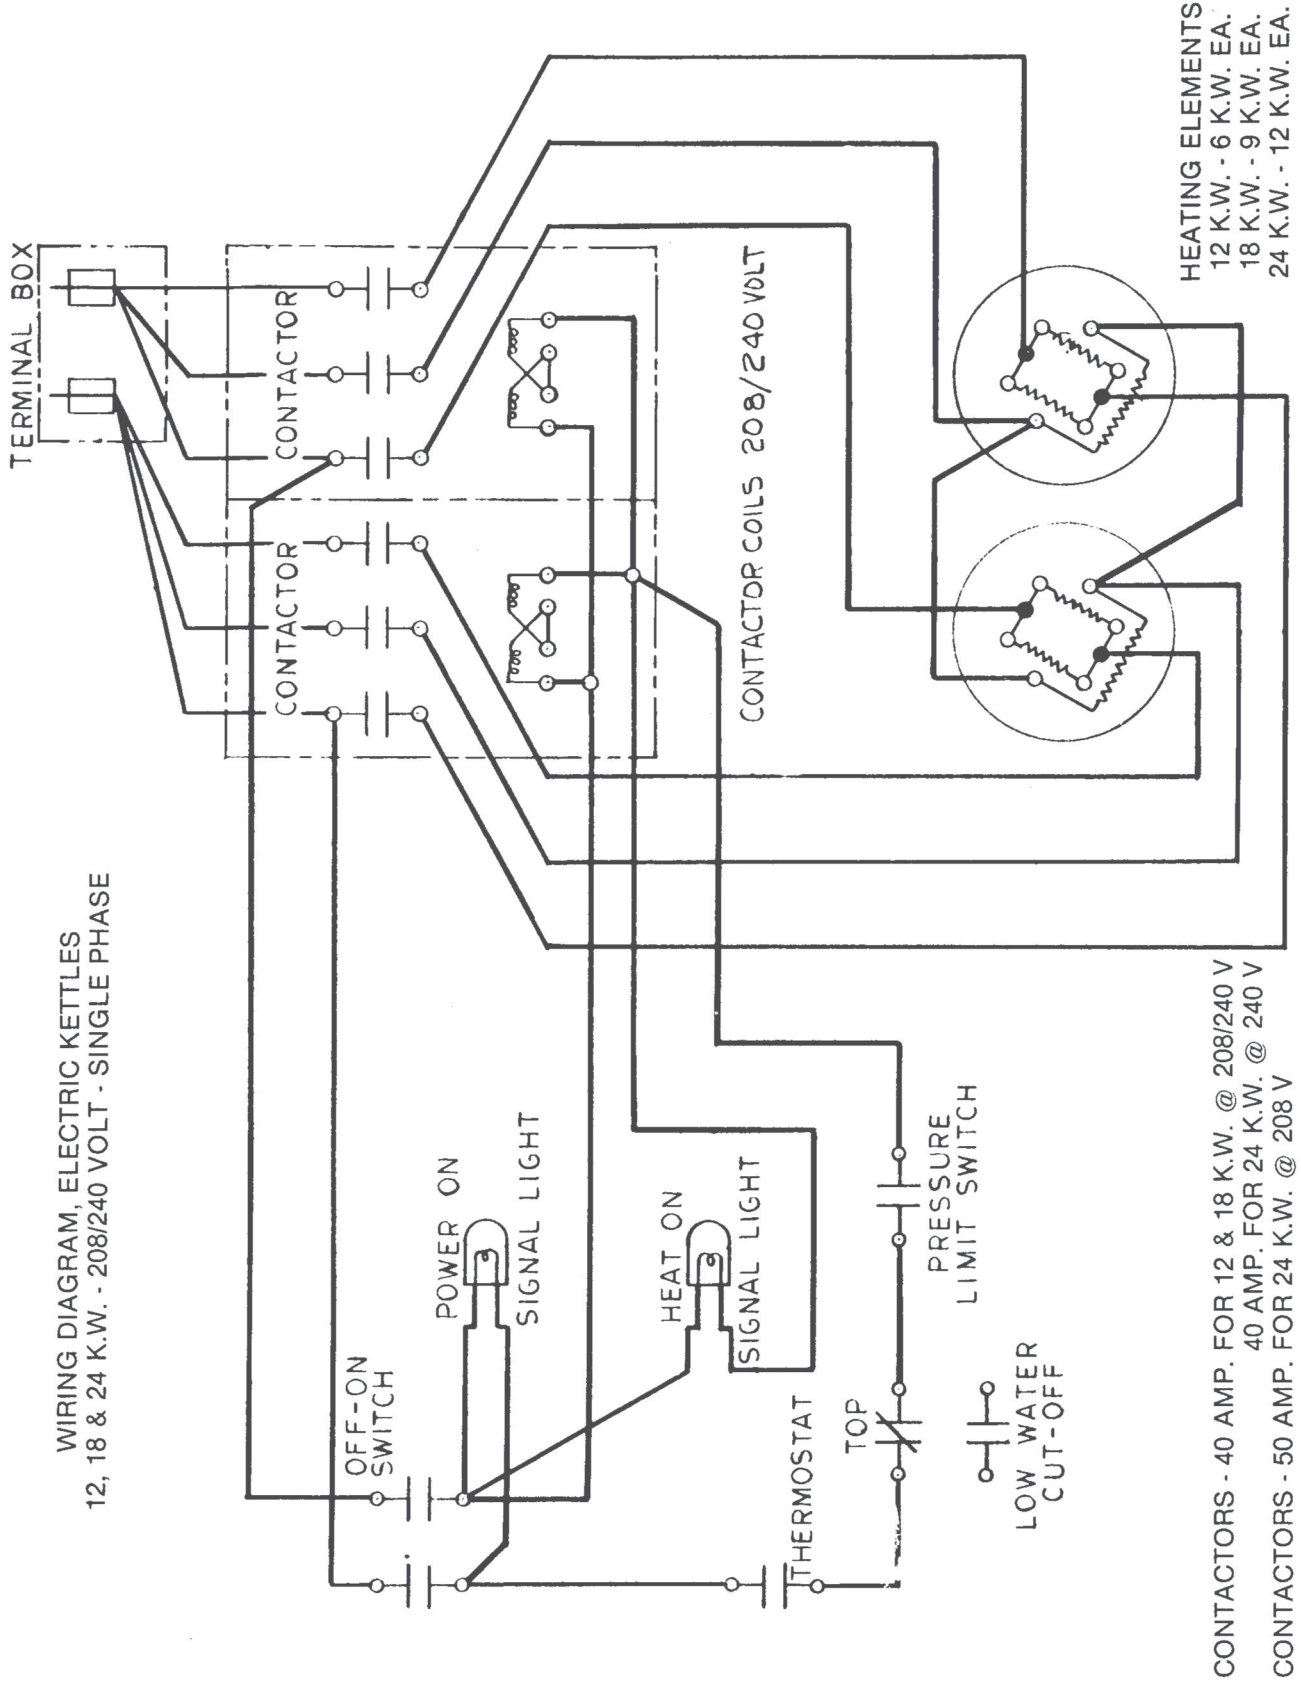 WIRING DIAGRAM, ELECTRIC KETTLES
12, 18 & 24 K.W. - 208/240 VOLT - SINGLE PHASE
TERMINAL BOX
CONTACTOR
CONTACTOR
OFF-ON
SWITCH
POWER ON
SIGNAL LIGHT
HEAT ON
SIGNAL LIGHT
CONTACTOR COILS 208/240 VOLT
THERMOSTAT
TOP
PRESSURE
LIMIT SWITCH
LOW WATER
CUT-OFF
HEATING ELEMENTS
12 K.W. - 6 K.W. EA.
18 K.W. - 9 K.W. EA.
24 K.W. - 12 K.W. EA.
CONTACTORS - 40 AMP. FOR 12 & 18 K.W. @ 208/240 V
40 AMP. FOR 24 K.W. @ 240 V
CONTACTORS - 50 AMP. FOR 24 K.W. @ 208 V